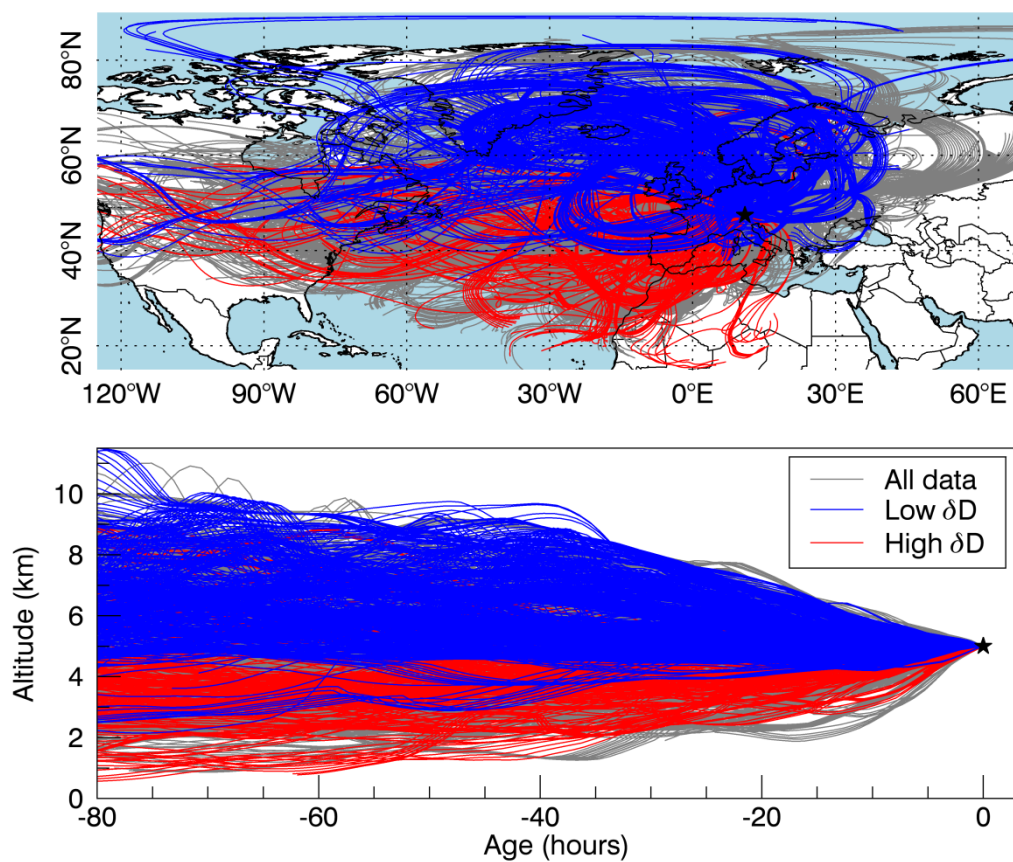 80°N
60°N
40°N
20°N
120°W 90°W 60°W 30°W 0°E 30°E 60°E
All data
Low δD
High δD
10
8
6
4
2
0
Altitude (km)
-80 -60 -40 -20 0
Age (hours)